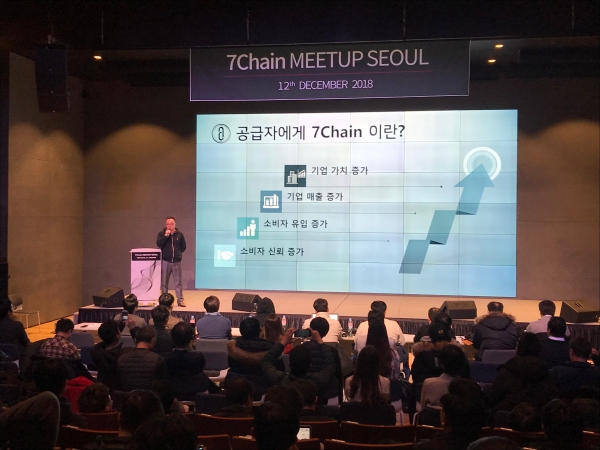 7Chain MEETUP SEOUL
12th DECEMBER 2018
공급자에게 7Chain 이란?
기업 가치 증가
기업 매출 증가
소비자 유입 증가
소비자 신뢰 증가